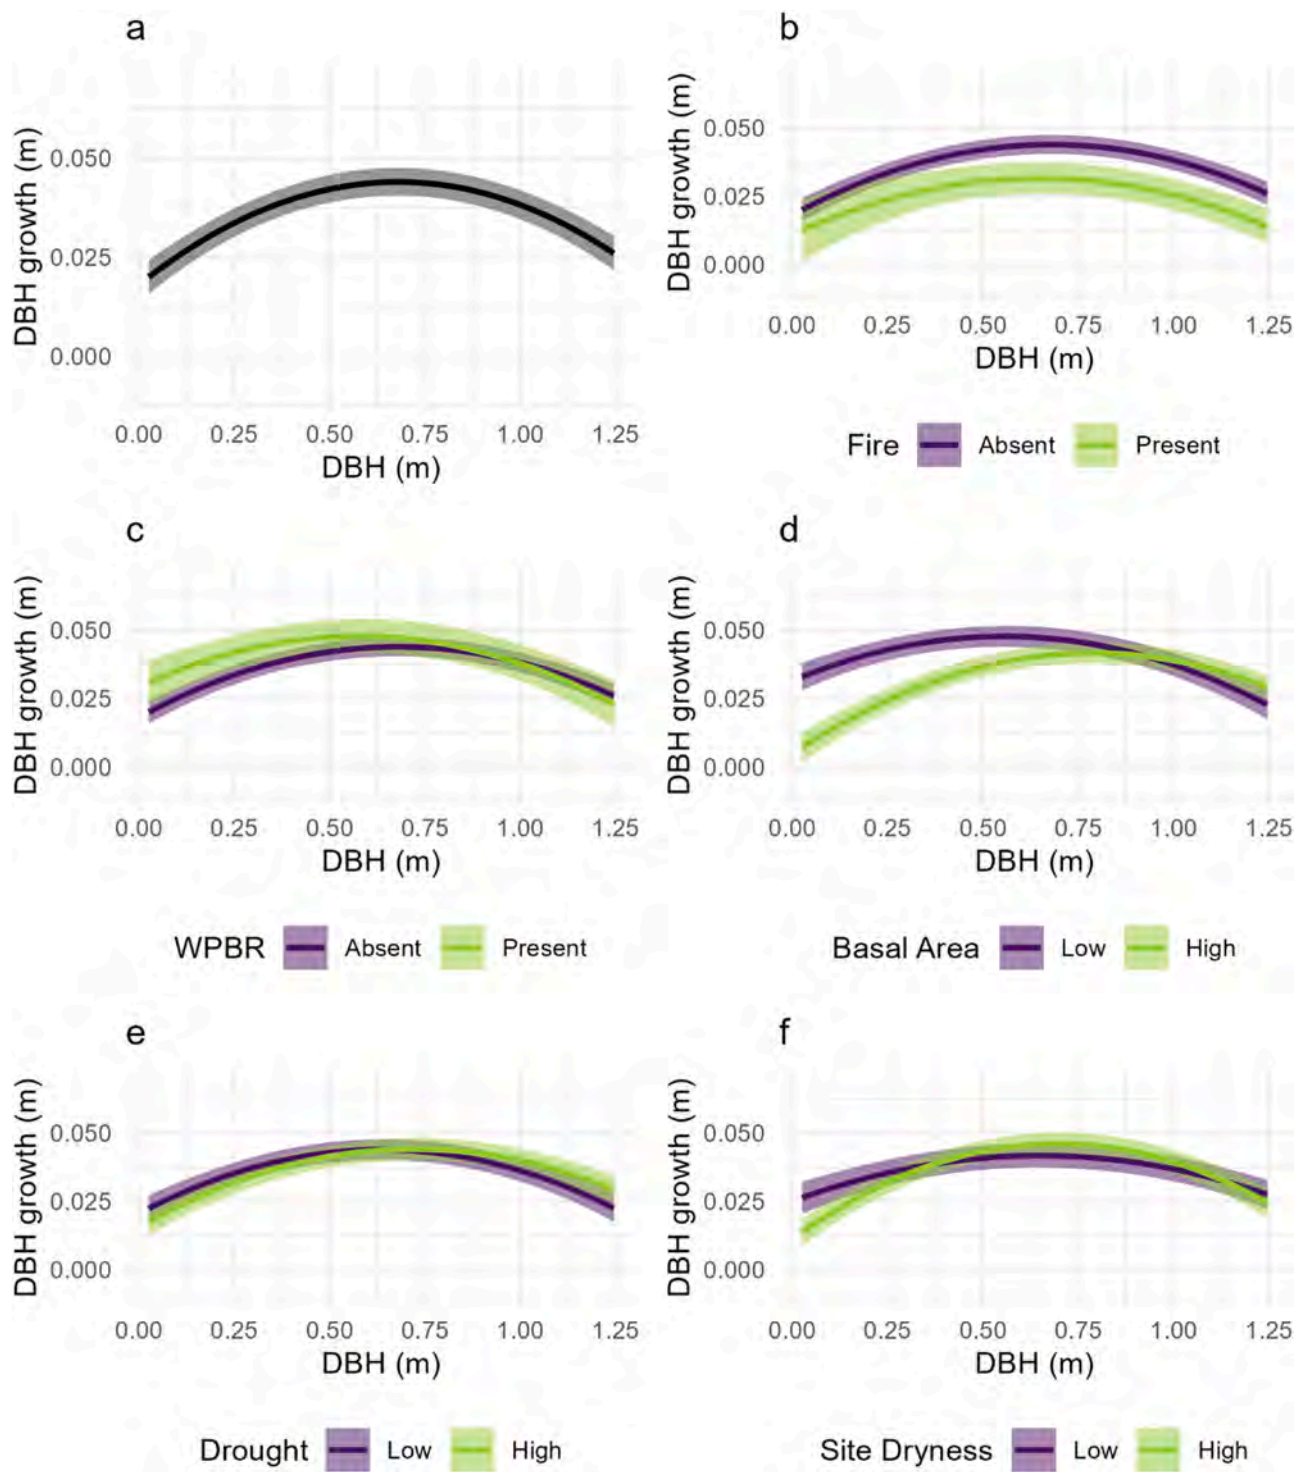 a
DBH growth (m)
0.050
0.025
0.000
0.00 0.25 0.50 0.75 1.00 1.25
DBH (m)
b
DBH growth (m)
0.050
0.025
0.000
0.00 0.25 0.50 0.75 1.00 1.25
DBH (m)
Fire Absent Present
c
DBH growth (m)
0.050
0.025
0.000
0.00 0.25 0.50 0.75 1.00 1.25
DBH (m)
WPBR Absent Present
d
DBH growth (m)
0.050
0.025
0.000
0.00 0.25 0.50 0.75 1.00 1.25
DBH (m)
Basal Area Low High
e
DBH growth (m)
0.050
0.025
0.000
0.00 0.25 0.50 0.75 1.00 1.25
DBH (m)
Drought Low High
f
DBH growth (m)
0.050
0.025
0.000
0.00 0.25 0.50 0.75 1.00 1.25
DBH (m)
Site Dryness Low High